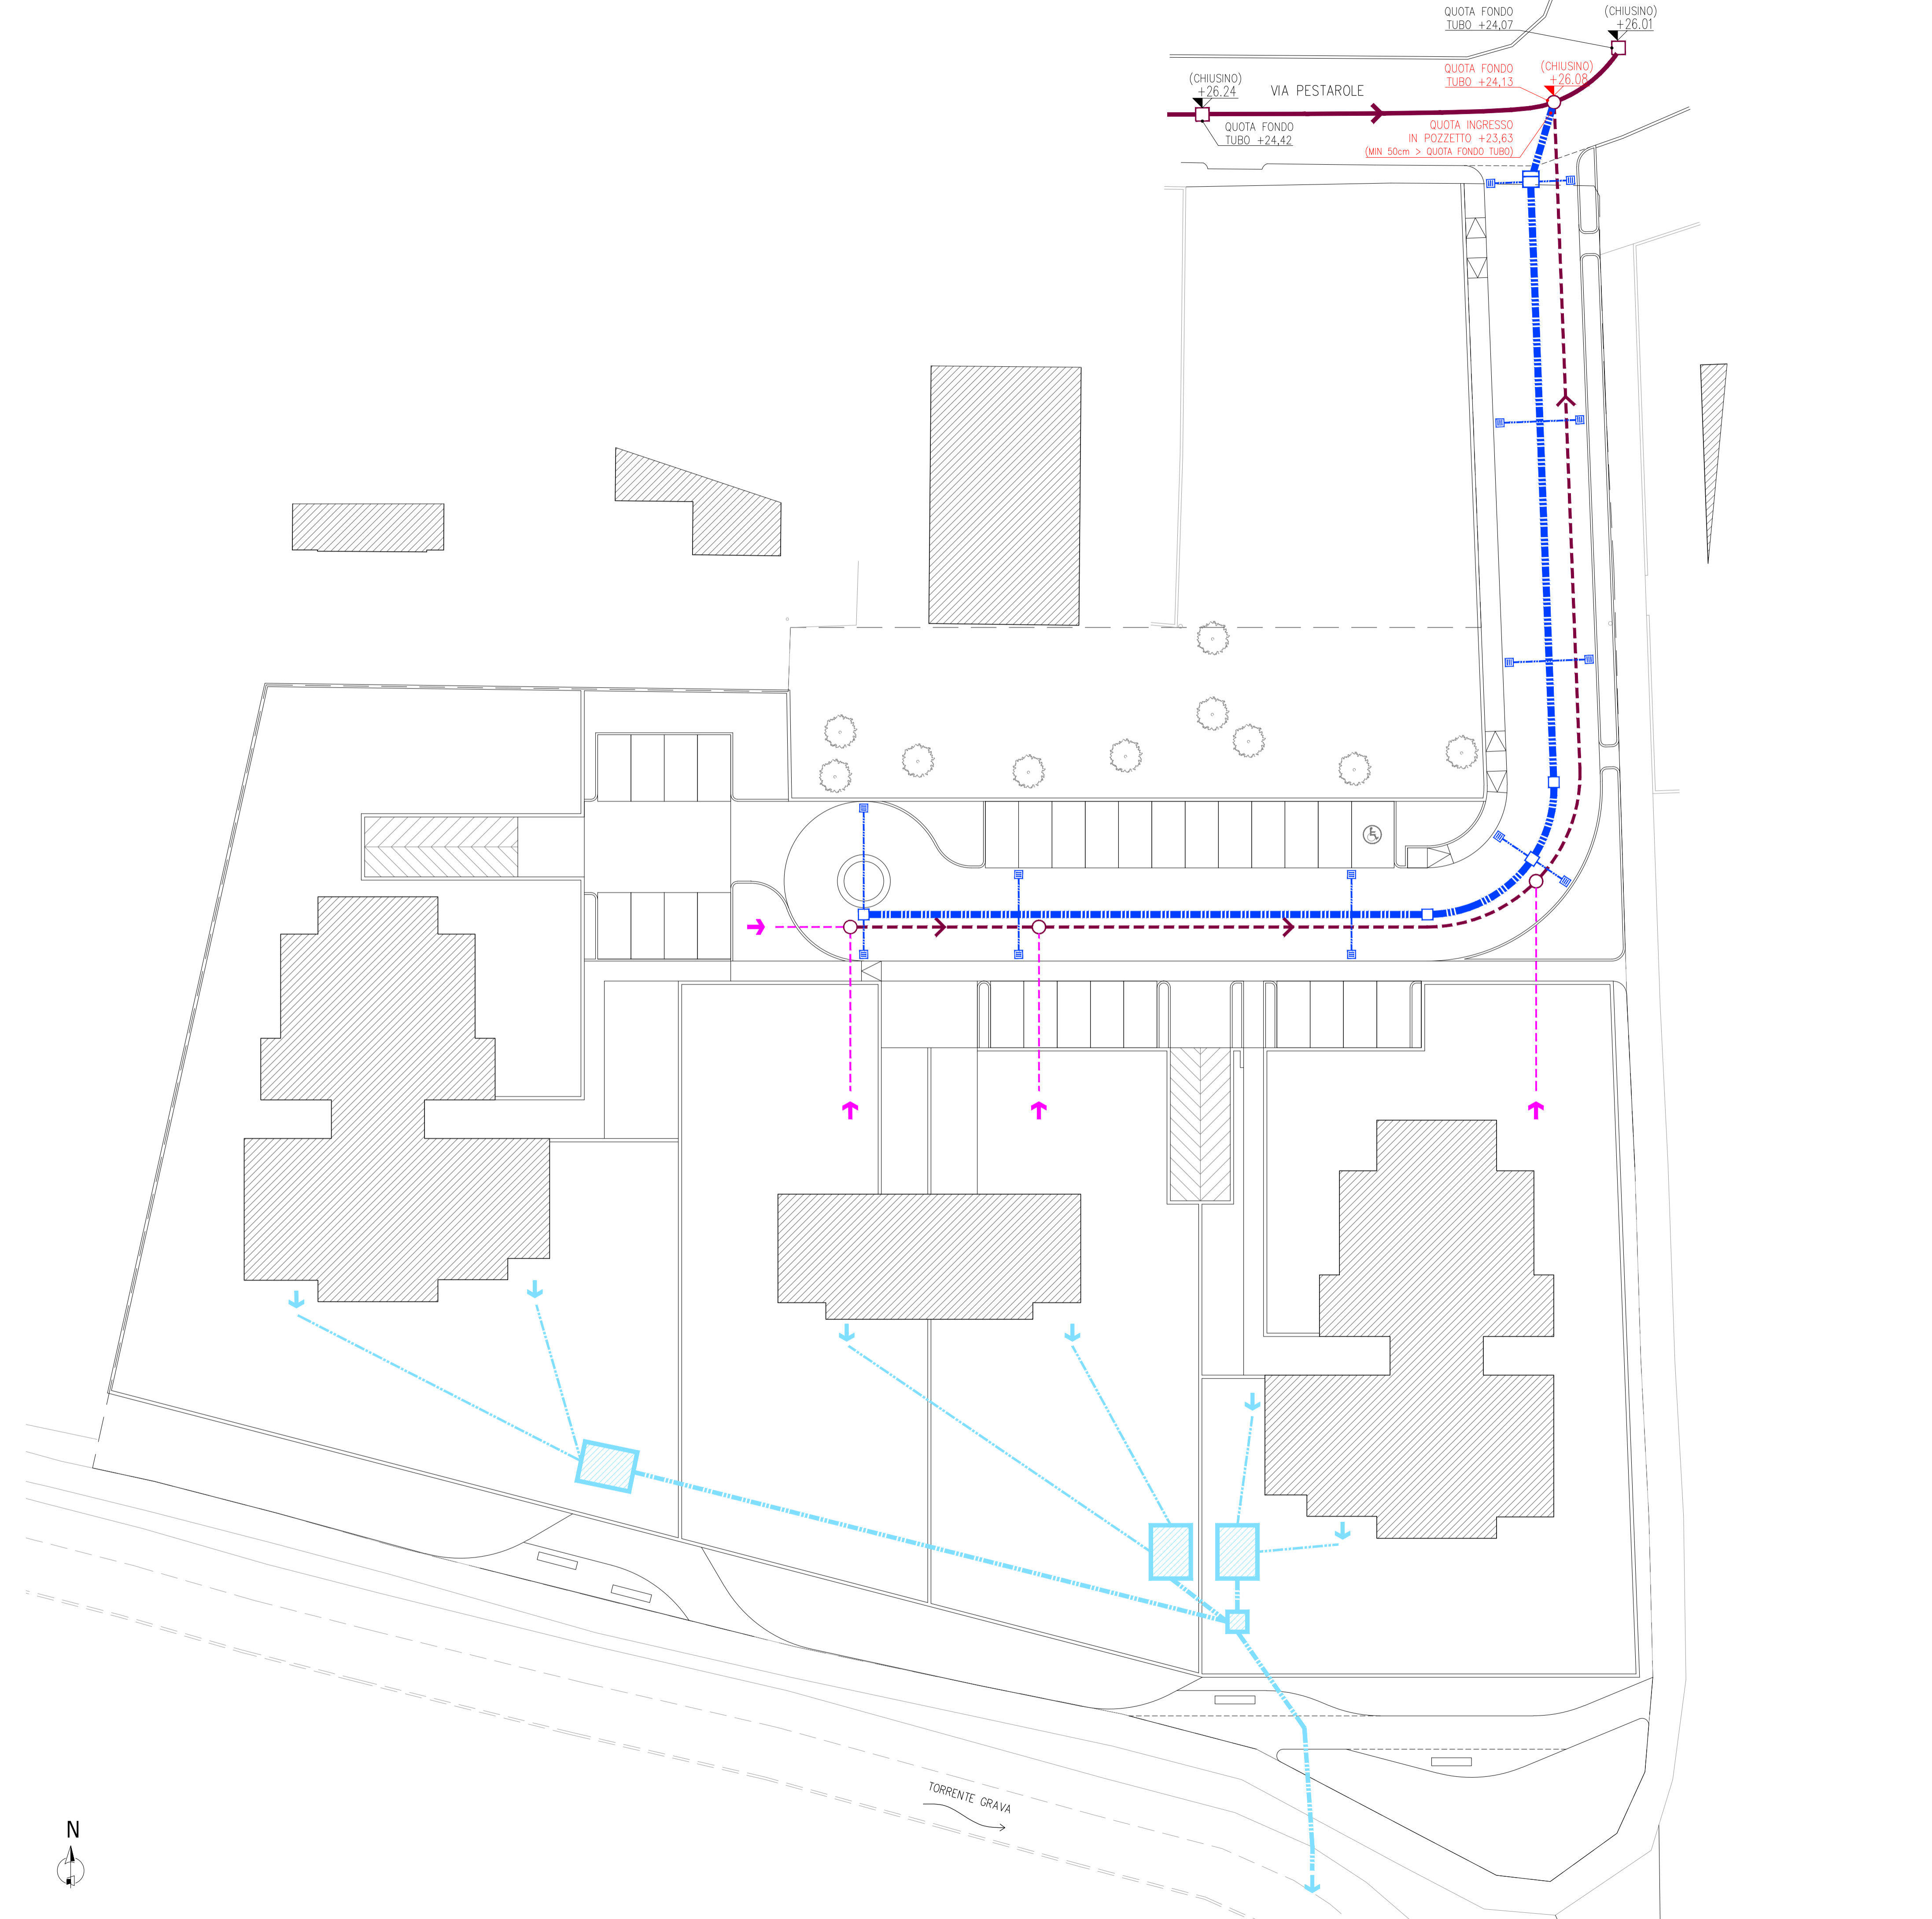 QUOTA FONDO
TUBO +24,07
(CHIUSINO)
+26.01
QUOTA FONDO
TUBO +24,13
(CHIUSINO)
+26.08
(CHIUSINO)
+26.24
VIA PESTAROLE
QUOTA FONDO
TUBO +24,42
QUOTA INGRESSO
IN POZZETTO +23,63
(MIN 50cm > QUOTA FONDO TUBO)
TORRENTE GRAVA
N